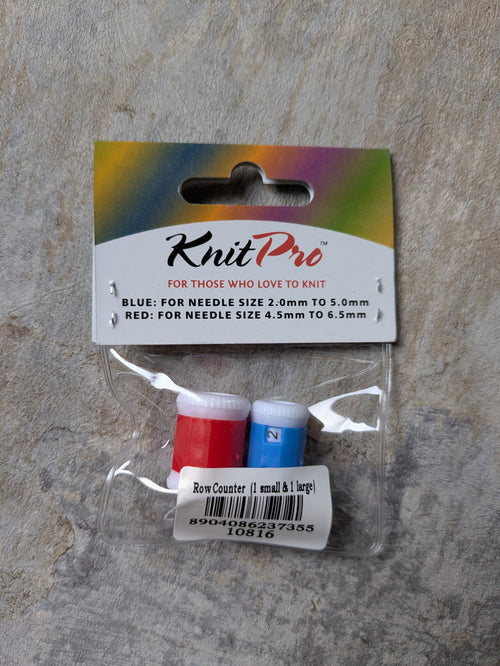 KnitPro™
FOR THOSE WHO LOVE TO KNIT
BLUE: FOR NEEDLE SIZE 2.0mm TO 5.0mm
RED: FOR NEEDLE SIZE 4.5mm TO 6.5mm
2
Row Counter (1 small & 1 large)
8904086237355
10816